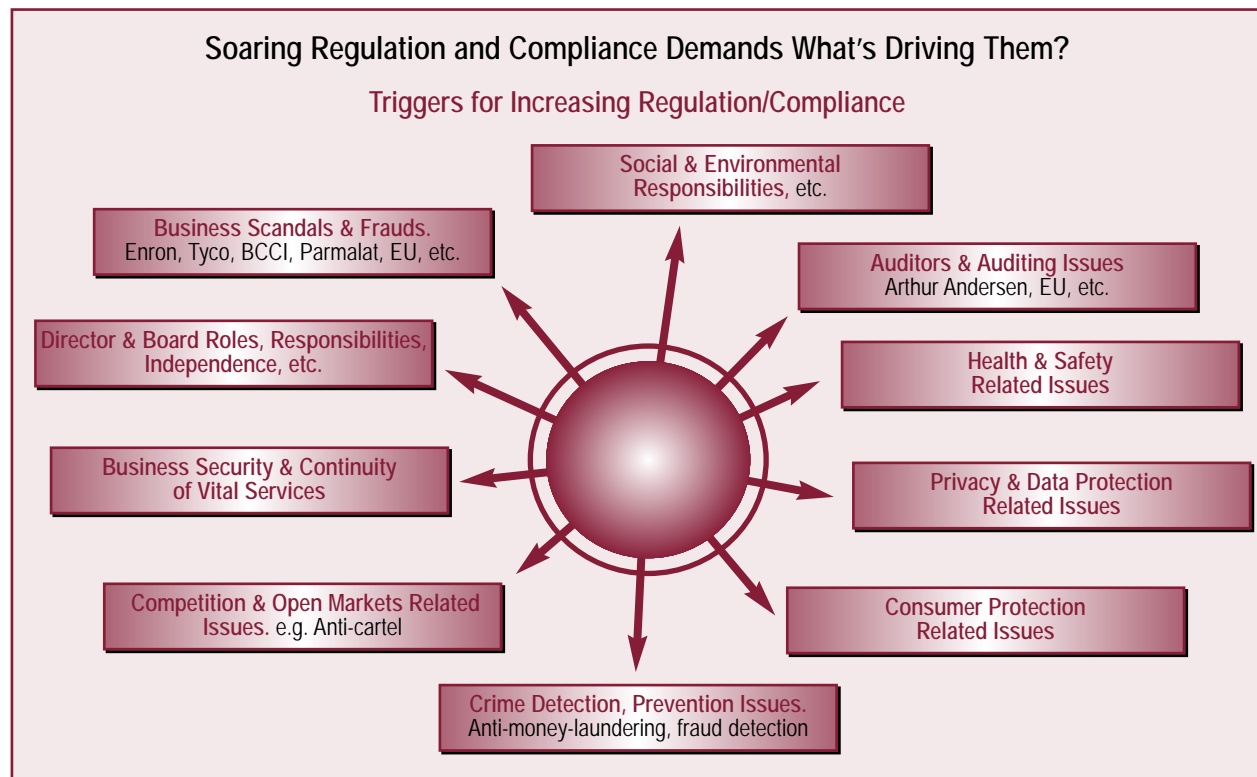 Soaring Regulation and Compliance Demands What's Driving Them?
Triggers for Increasing Regulation/Compliance
Social & Environmental
Responsibilities, etc.
Business Scandals & Frauds.
Enron, Tyco, BCCI, Parmalat, EU, etc.
Auditors & Auditing Issues
Arthur Andersen, EU, etc.
Director & Board Roles, Responsibilities,
Independence, etc.
Health & Safety
Related Issues
Business Security & Continuity
of Vital Services
Privacy & Data Protection
Related Issues
Competition & Open Markets Related
Issues. e.g. Anti-cartel
Consumer Protection
Related Issues
Crime Detection, Prevention Issues.
Anti-money-laundering, fraud detection